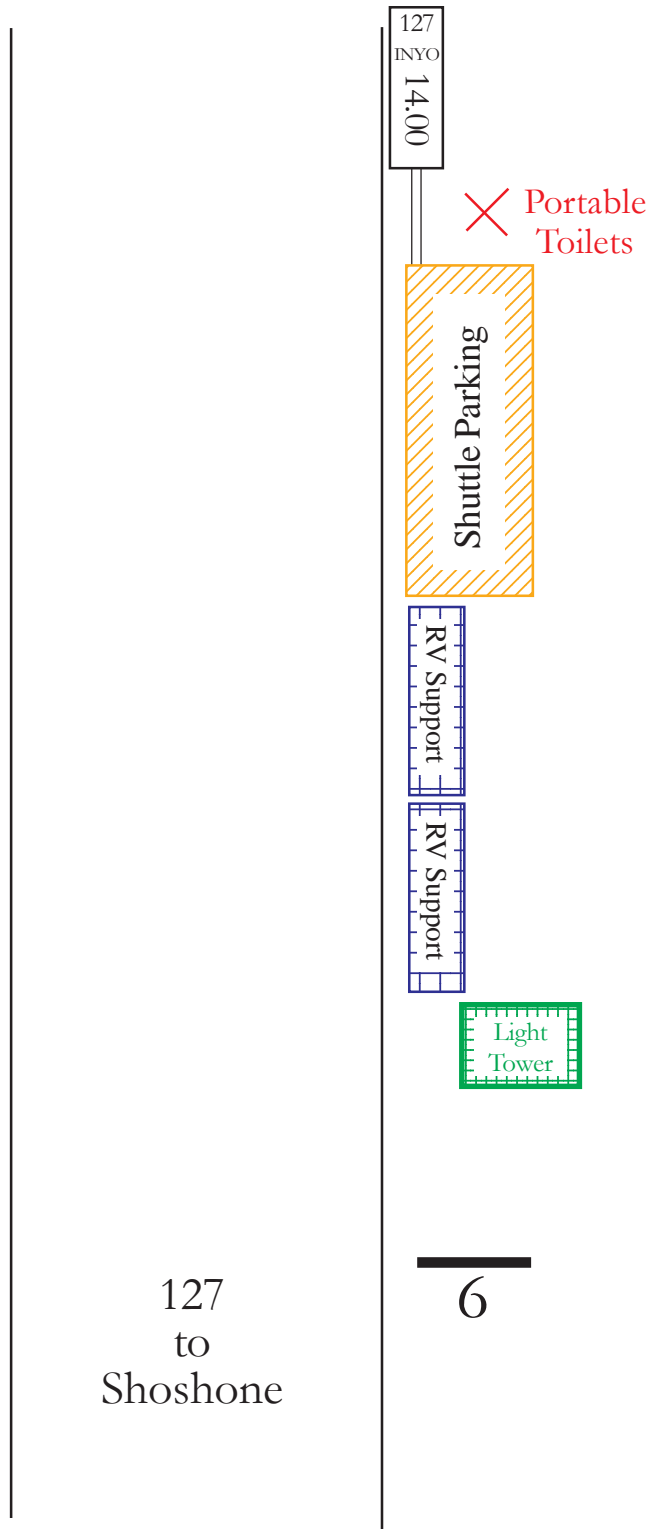 127
INYO
14.00
Portable
Toilets
Shuttle Parking
RV Support
RV Support
Light
Tower
6
127
to
Shoshone